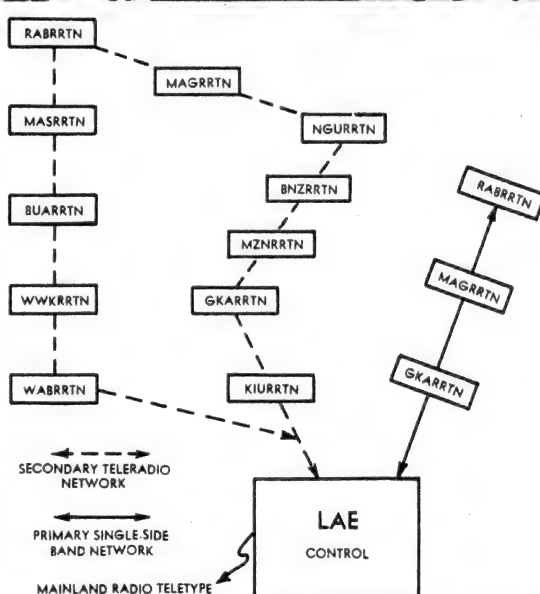 RABRRTN
MAGRRTN
MASRRTN
NGURRTN
BNZRRTN
RABRRTN
BUARRTN
MZNRRTN
MAGRRTN
WWKRRTN
GKARRTN
GKARRTN
WABRRTN
KIURRTN
SECONDARY TELERADIO
NETWORK
PRIMARY SINGLE-SIDE
BAND NETWORK
LAE
CONTROL
MAINLAND RADIO TELETYPE